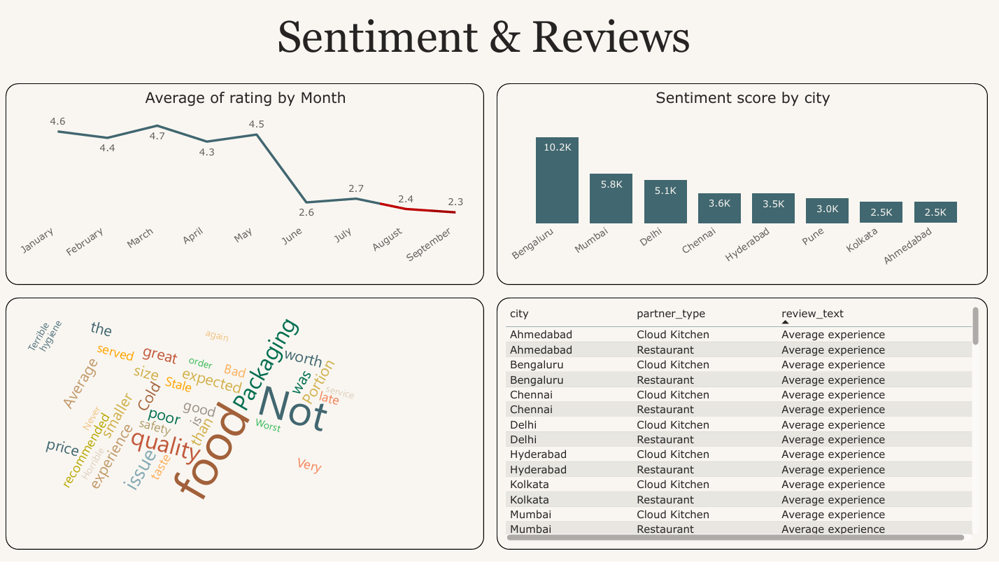 Sentiment & Reviews
Average of rating by Month
4.6
4.4
4.7
4.3
4.5
2.6
2.7
2.4
2.3
January
February
March
April
May
June
July
August
September
Sentiment score by city
10.2K
5.8K
5.1K
3.6K
3.5K
3.0K
2.5K
2.5K
Bengaluru
Mumbai
Delhi
Chennai
Hyderabad
Pune
Kolkata
Ahmedabad
Terrible
hygiene
the
again
served
great
order
Bad
Packaging
worth
Average
size
Stale
expected
was
Portion
service
late
Cold
Not
Never
smaller
poor
good
is
safety
than
Worst
food
price
recommended
Horrible
experience
quality
issue
taste
Very
city partner_type review_text
Ahmedabad Cloud Kitchen Average experience
Ahmedabad Restaurant Average experience
Bengaluru Cloud Kitchen Average experience
Bengaluru Restaurant Average experience
Chennai Cloud Kitchen Average experience
Chennai Restaurant Average experience
Delhi Cloud Kitchen Average experience
Delhi Restaurant Average experience
Hyderabad Cloud Kitchen Average experience
Hyderabad Restaurant Average experience
Kolkata Cloud Kitchen Average experience
Kolkata Restaurant Average experience
Mumbai Cloud Kitchen Average experience
Mumbai Restaurant Average experience